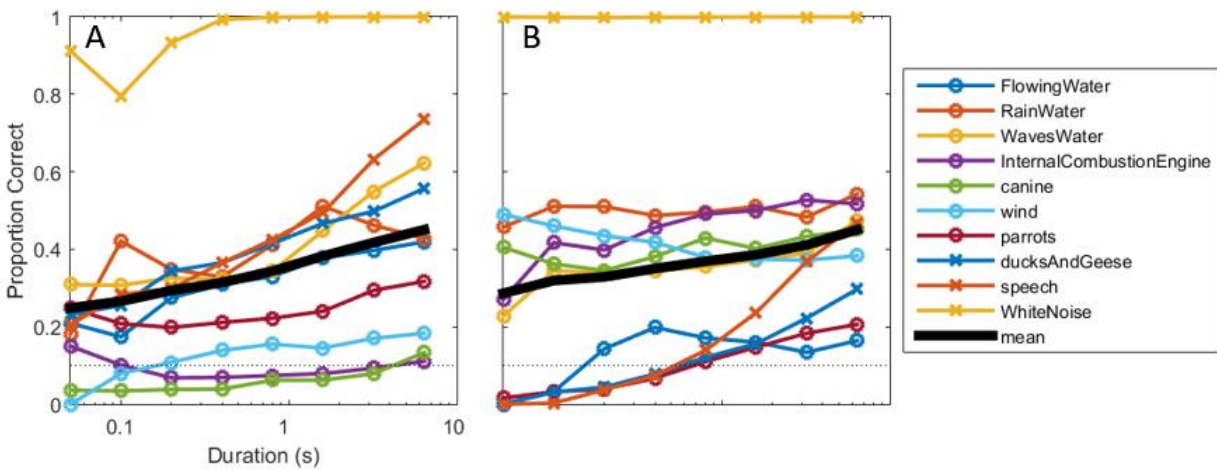 A
B
1
0.8
0.6
0.4
0.2
0
Proportion Correct
0.1
1
10
Duration (s)
FlowingWater
RainWater
WavesWater
InternalCombustionEngine
canine
wind
parrots
ducksAndGeese
speech
WhiteNoise
mean